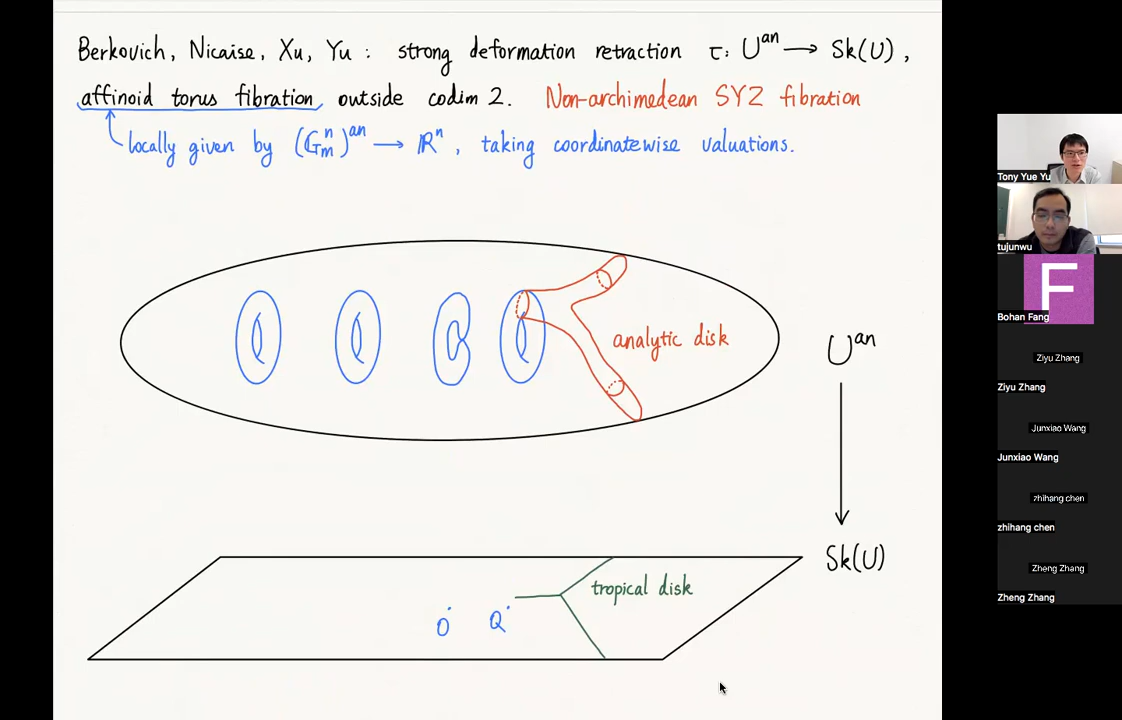 Berkovich, Nicaise, Xu, Yu : strong deformation retraction τ: U^an → Sk(U),
affinoid torus fibration outside codim 2. Non-archimedean SYZ fibration
locally given by (G_m^n)^an → ℝ^n, taking coordinatewise valuations.
analytic disk
U^an
Sk(U)
tropical disk
O
Q
Tony Yue Yu
tujunwu
F
Bohan Fang
Ziyu Zhang
Ziyu Zhang
Junxiao Wang
Junxiao Wang
zhihang chen
zhihang chen
Zheng Zhang
Zheng Zhang